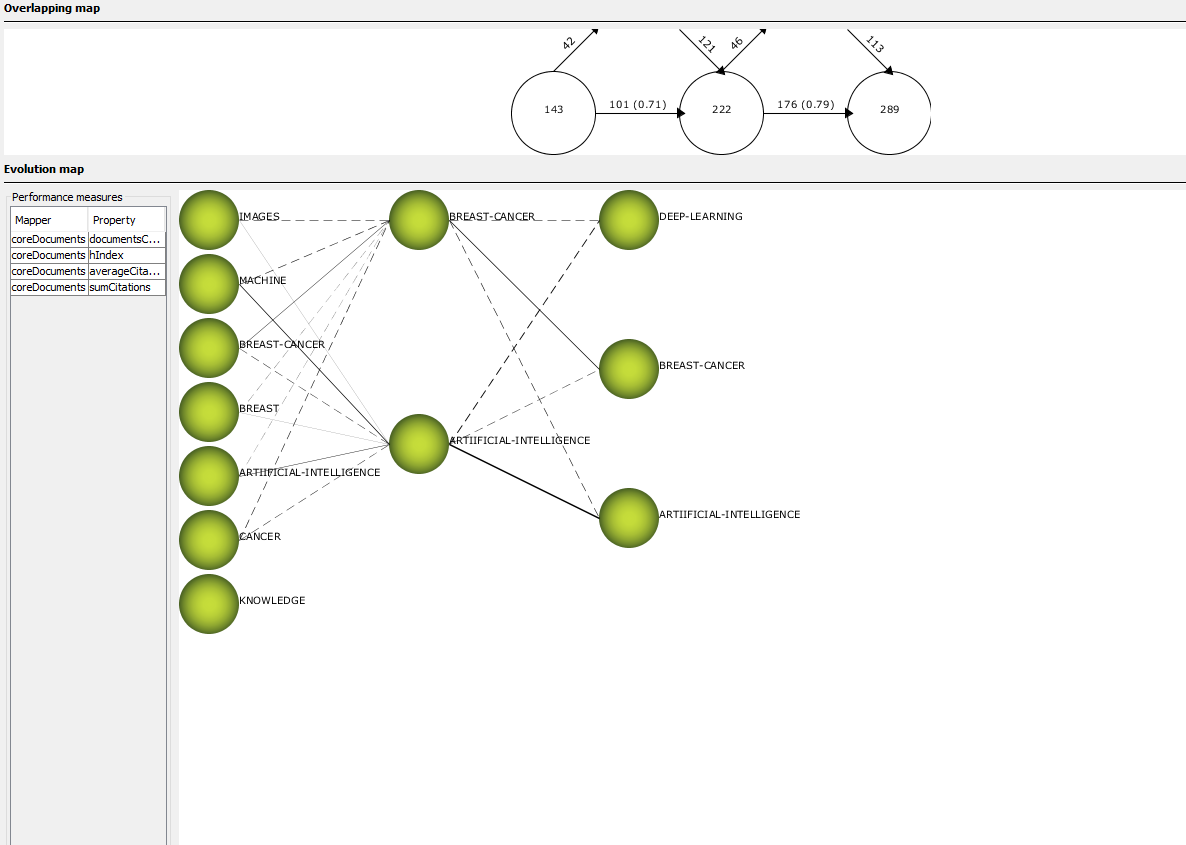 Overlapping map
42
121
46
113
143
101 (0.71)
222
176 (0.79)
289
Evolution map
Performance measures
Mapper Property
coreDocuments documentsC...
coreDocuments hIndex
coreDocuments averageCita...
coreDocuments sumCitations
IMAGES
BREAST-CANCER
DEEP-LEARNING
MACHINE
BREAST-CANCER
BREAST-CANCER
BREAST
ARTIIFICIAL-INTELLIGENCE
ARTIIFICIAL-INTELLIGENCE
ARTIIFICIAL-INTELLIGENCE
CANCER
KNOWLEDGE